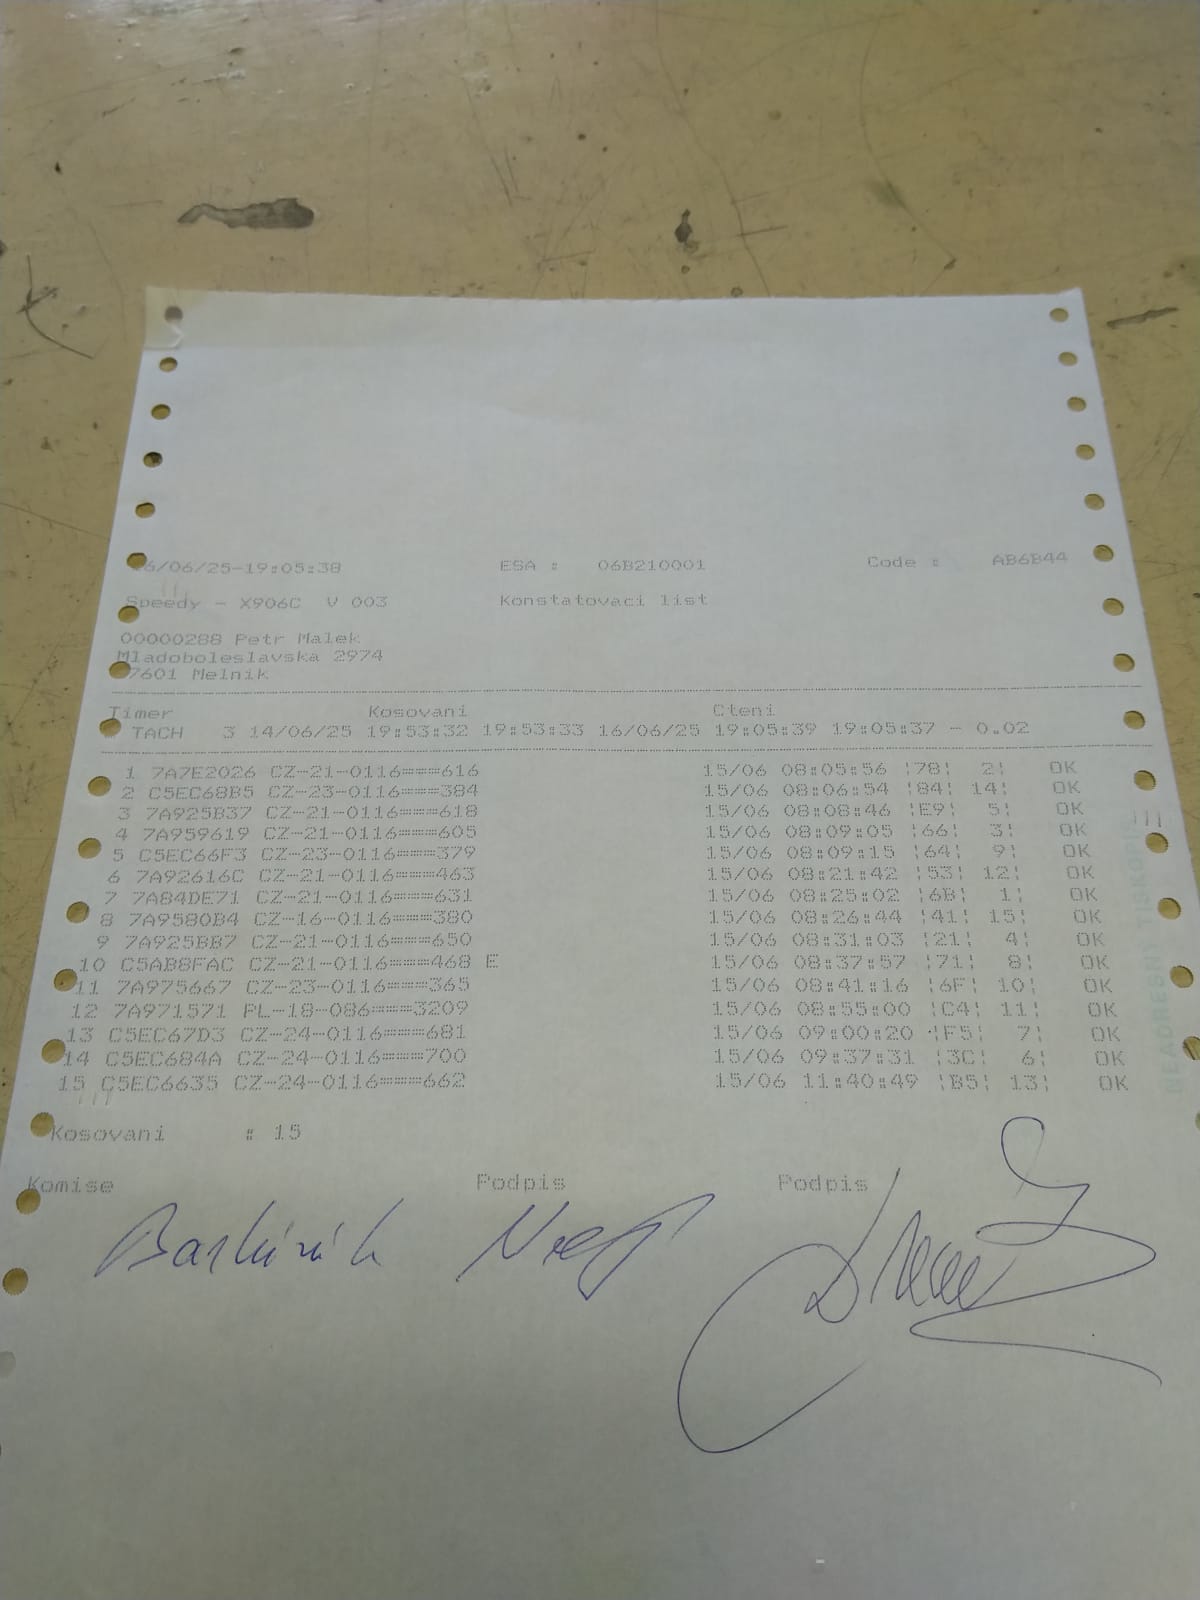 6/06/25-19:05:38 ESA : 06B210001 Code : AB6B44
Speedy - X906C V 003 Konstatovaci list
00000288 Petr Malek
Mladoboleslavska 2974
7601 Melnik
Timer Kosovani Cteni
TACH 3 14/06/25 19:53:32 19:53:33 16/06/25 19:05:39 19:05:37 - 0.02
1 7A7E2026 CZ-21-0116===616 15/06 08:05:56 ¦78¦ 2¦ OK
2 C5EC68B5 CZ-23-0116===384 15/06 08:06:54 ¦84¦ 14¦ OK
3 7A925B37 CZ-21-0116===618 15/06 08:08:46 ¦E9¦ 5¦ OK
4 7A959619 CZ-21-0116===605 15/06 08:09:05 ¦66¦ 3¦ OK
5 C5EC66F3 CZ-23-0116===379 15/06 08:09:15 ¦64¦ 9¦ OK
6 7A92616C CZ-21-0116===463 15/06 08:21:42 ¦53¦ 12¦ OK
7 7A84DE71 CZ-21-0116===631 15/06 08:25:02 ¦6B¦ 1¦ OK
8 7A9580B4 CZ-16-0116===380 15/06 08:26:44 ¦41¦ 15¦ OK
9 7A925BB7 CZ-21-0116===650 15/06 08:31:03 ¦21¦ 4¦ OK
10 C5AB8FAC CZ-21-0116===468 E 15/06 08:37:57 ¦71¦ 8¦ OK
11 7A975667 CZ-23-0116===365 15/06 08:41:16 ¦6F¦ 10¦ OK
12 7A971571 PL-18-086===3209 15/06 08:55:00 ¦C4¦ 11¦ OK
13 C5EC67D3 CZ-24-0116===681 15/06 09:00:20 ¦F5¦ 7¦ OK
14 C5EC684A CZ-24-0116===700 15/06 09:37:31 ¦3C¦ 6¦ OK
15 C5EC6635 CZ-24-0116===662 15/06 11:40:49 ¦B5¦ 13¦ OK
Kosovani : 15
Komise Podpis Podpis